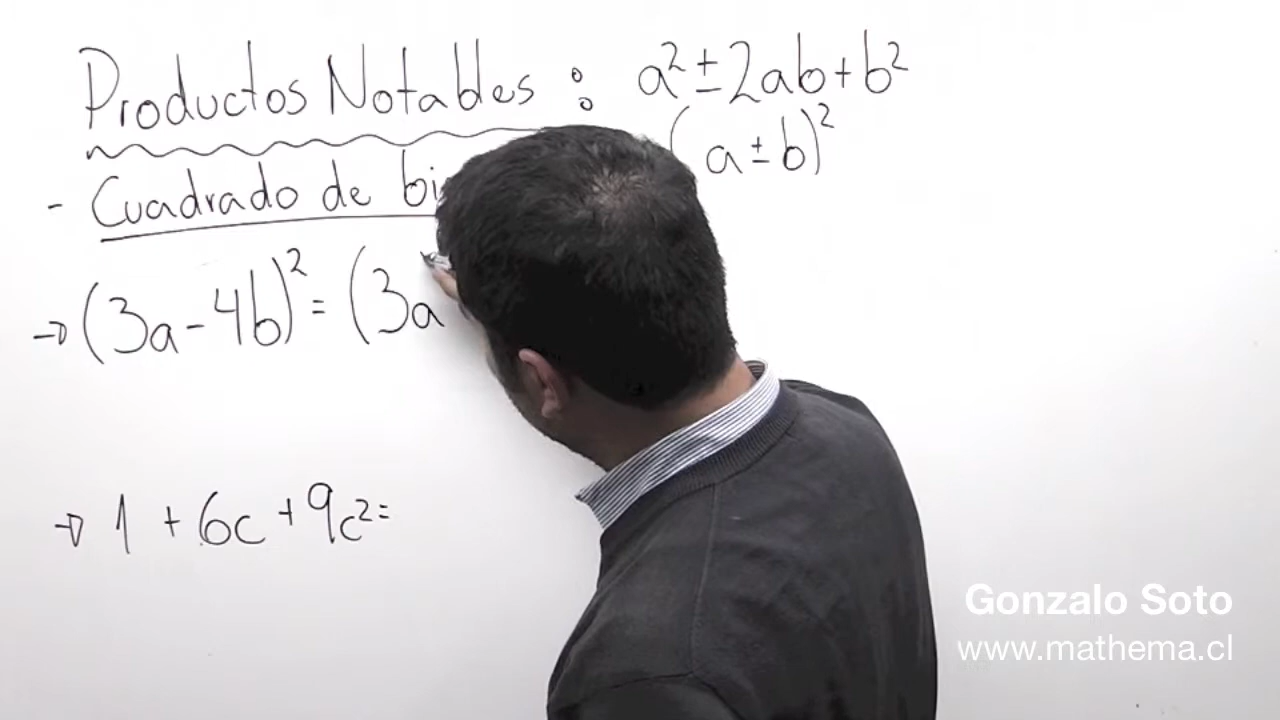 Productos Notables : a² ± 2ab + b²
(a ± b)²
- Cuadrado de
→ (3a - 4b)² = (3a
→ 1 + 6c + 9c² =
Gonzalo Soto
www.mathema.cl